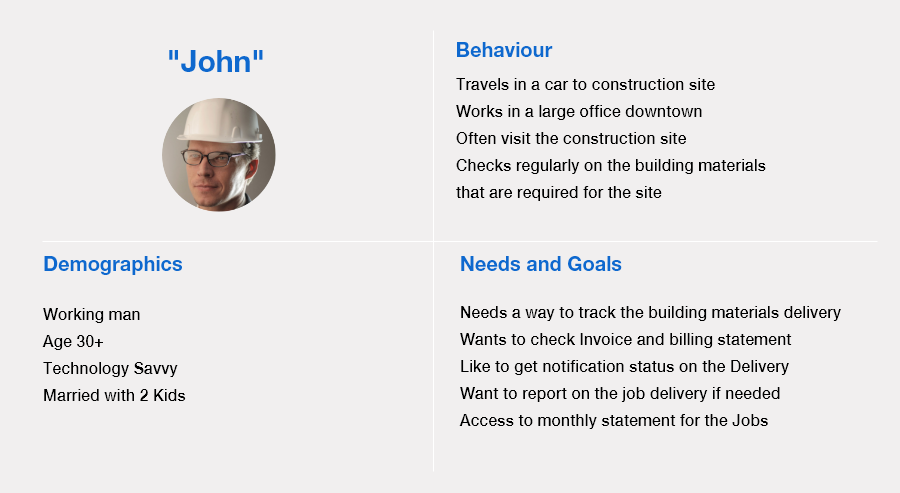 "John"
Behaviour
Travels in a car to construction site
Works in a large office downtown
Often visit the construction site
Checks regularly on the building materials
that are required for the site
Demographics
Working man
Age 30+
Technology Savvy
Married with 2 Kids
Needs and Goals
Needs a way to track the building materials delivery
Wants to check Invoice and billing statement
Like to get notification status on the Delivery
Want to report on the job delivery if needed
Access to monthly statement for the Jobs